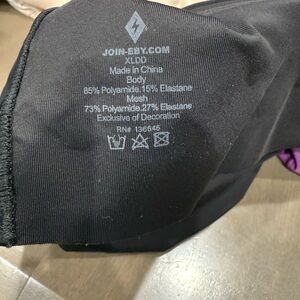 JOIN-EBY.COM
XLDD
Made in China
Body
85% Polyamide.15% Elastane
Mesh
73% Polyamide.27% Elastane
Exclusive of Decoration
RN# 136646